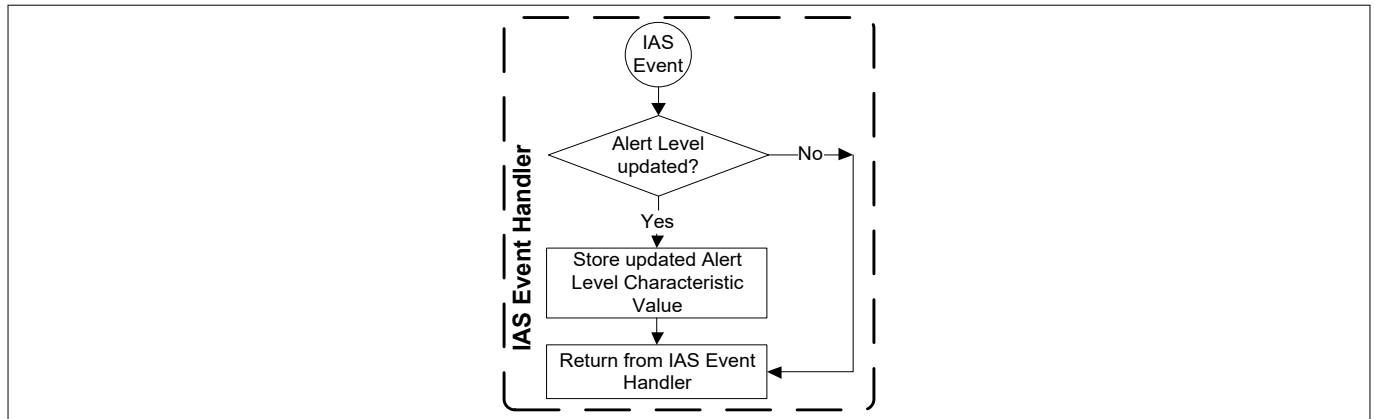 IAS
Event
Alert Level
updated?
No
Yes
Store updated Alert
Level Characteristic
Value
Return from IAS Event
Handler
IAS Event Handler